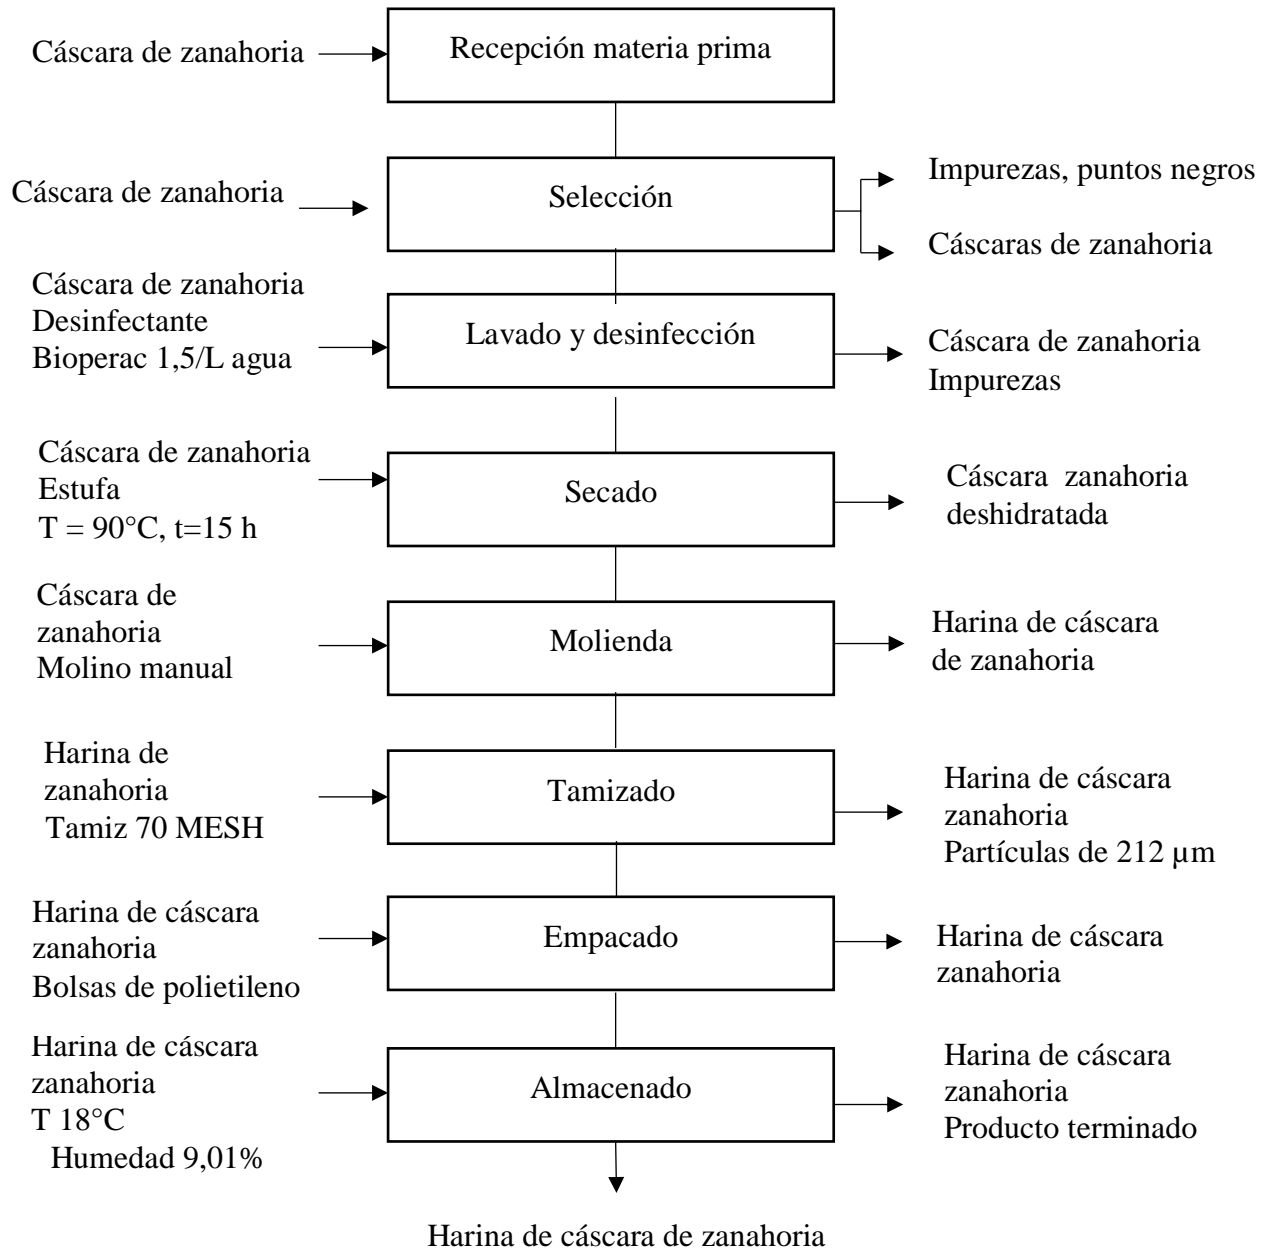 Cáscara de zanahoria
Recepción materia prima
Cáscara de zanahoria
Selección
Impurezas, puntos negros
Cáscaras de zanahoria
Cáscara de zanahoria
Desinfectante
Bioperac 1,5/L agua
Lavado y desinfección
Cáscara de zanahoria
Impurezas
Cáscara de zanahoria
Estufa
T = 90°C, t=15 h
Secado
Cáscara zanahoria
deshidratada
Cáscara de
zanahoria
Molino manual
Molienda
Harina de cáscara
de zanahoria
Harina de
zanahoria
Tamiz 70 MESH
Tamizado
Harina de cáscara
zanahoria
Partículas de 212 µm
Harina de cáscara
zanahoria
Bolsas de polietileno
Empacado
Harina de cáscara
zanahoria
Harina de cáscara
zanahoria
T 18°C
Humedad 9,01%
Almacenado
Harina de cáscara
zanahoria
Producto terminado
Harina de cáscara de zanahoria